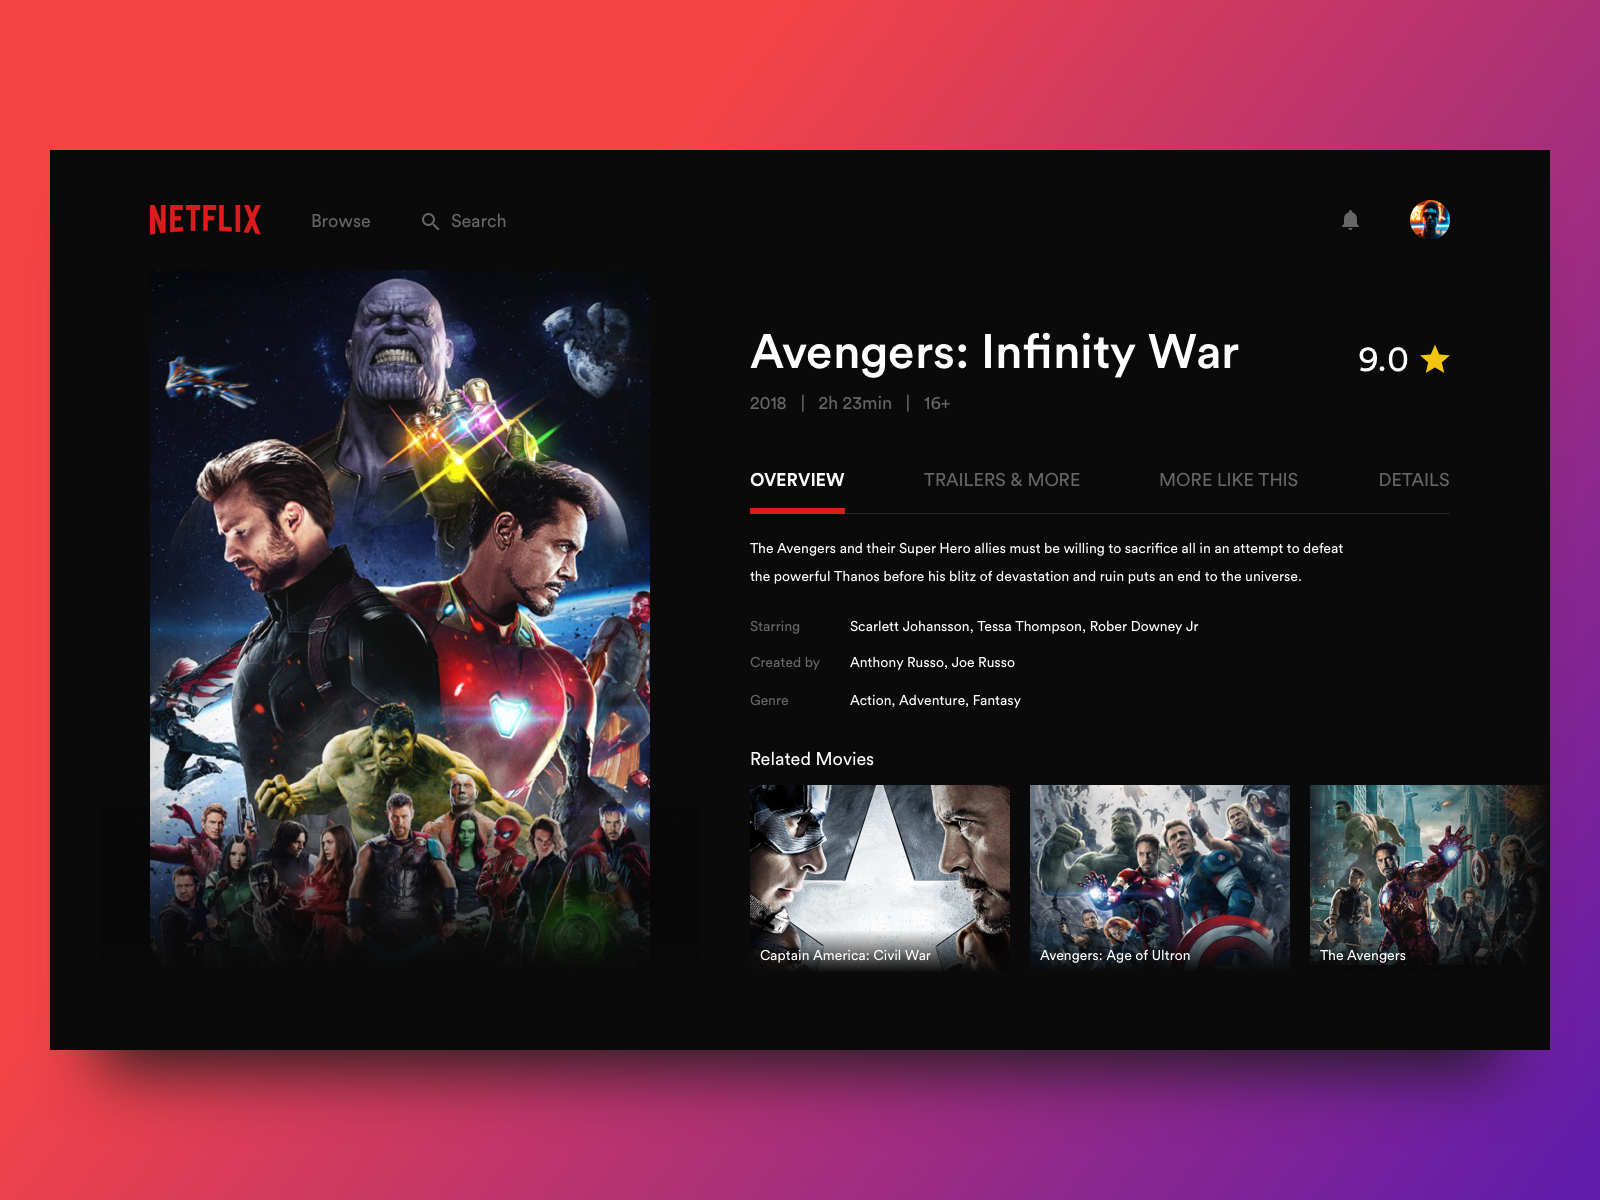 NETFLIX Browse Search
Avengers: Infinity War 9.0
2018 | 2h 23min | 16+
OVERVIEW TRAILERS & MORE MORE LIKE THIS DETAILS
The Avengers and their Super Hero allies must be willing to sacrifice all in an attempt to defeat
the powerful Thanos before his blitz of devastation and ruin puts an end to the universe.
Starring Scarlett Johansson, Tessa Thompson, Rober Downey Jr
Created by Anthony Russo, Joe Russo
Genre Action, Adventure, Fantasy
Related Movies
Captain America: Civil War Avengers: Age of Ultron The Avengers